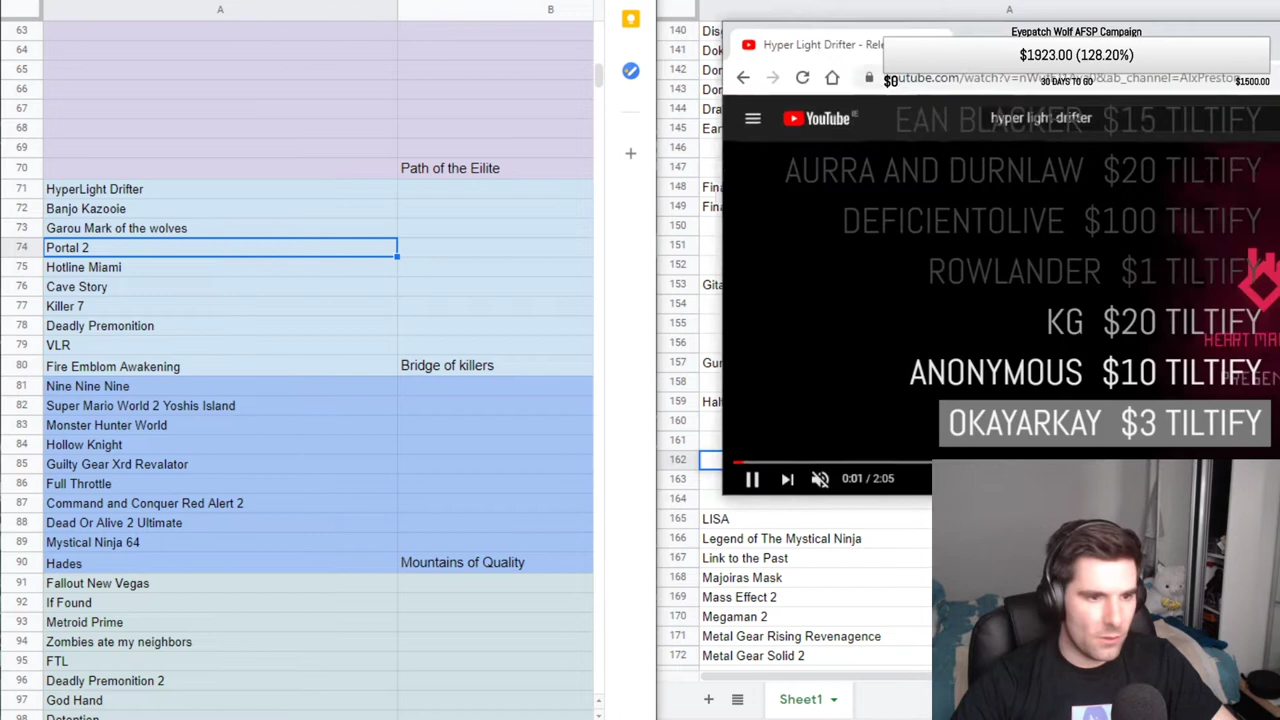 A
B
63
64
65
66
67
68
69
70 Path of the Eilite
71 HyperLight Drifter
72 Banjo Kazooie
73 Garou Mark of the wolves
74 Portal 2
75 Hotline Miami
76 Cave Story
77 Killer 7
78 Deadly Premonition
79 VLR
80 Fire Emblom Awakening Bridge of killers
81 Nine Nine Nine
82 Super Mario World 2 Yoshis Island
83 Monster Hunter World
84 Hollow Knight
85 Guilty Gear Xrd Revalator
86 Full Throttle
87 Command and Conquer Red Alert 2
88 Dead Or Alive 2 Ultimate
89 Mystical Ninja 64
90 Hades Mountains of Quality
91 Fallout New Vegas
92 If Found
93 Metroid Prime
94 Zombies ate my neighbors
95 FTL
96 Deadly Premonition 2
97 God Hand
98 Detention
A
140
141
142
143
144
145
146
147
148
149
150
151
152
153
154
155
156
157
158
159
160
161
162
163
164
165 LISA
166 Legend of The Mystical Ninja
167 Link to the Past
168 Majoiras Mask
169 Mass Effect 2
170 Megaman 2
171 Metal Gear Rising Revenagence
172 Metal Gear Solid 2
Sheet1
Hyper Light Drifter - Rele
Eyepatch Wolf AFSP Campaign
$1923.00 (128.20%)
$0
30 DAYS TO GO
$1500.00
YouTube
hyper light drifter
EAN BLACKER $15 TILTIFY
AURRA AND DURNLAW $20 TILTIFY
DEFICIENTOLIVE $100 TILTIFY
ROWLANDER $1 TILTIFY
KG $20 TILTIFY
ANONYMOUS $10 TILTIFY
OKAYARKAY $3 TILTIFY
0:01 / 2:05